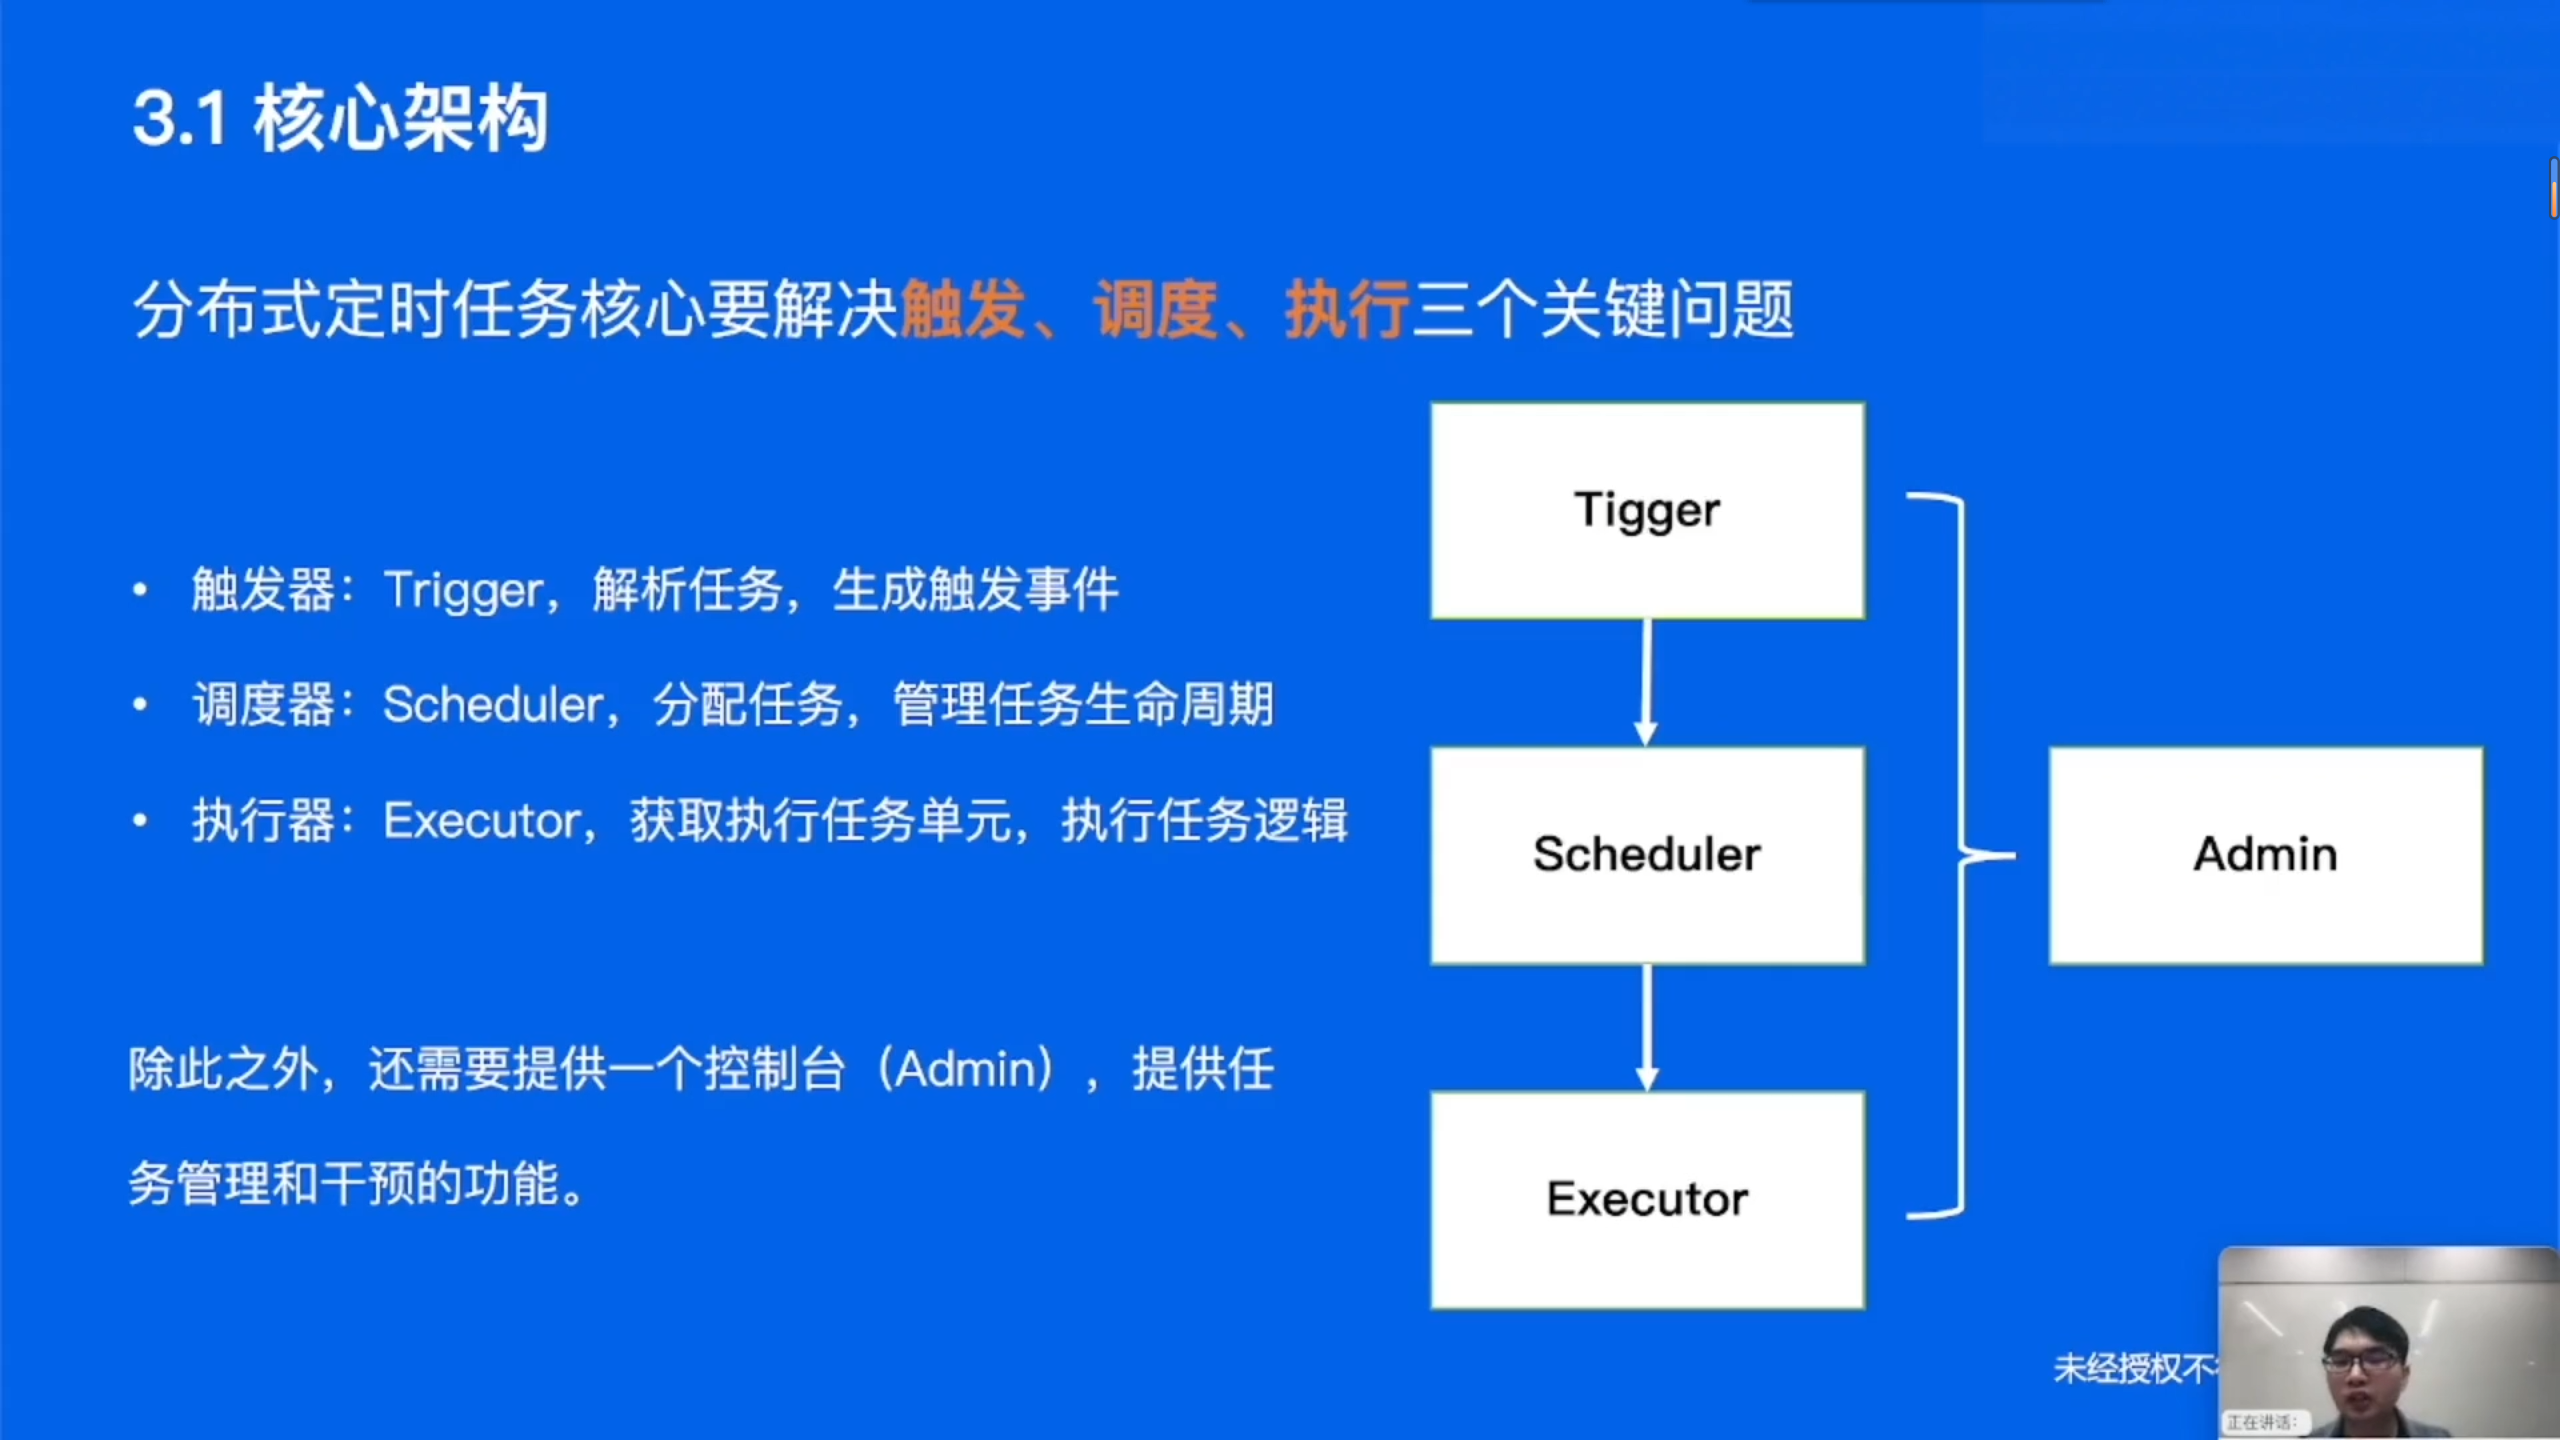 3.1 核心架构
分布式定时任务核心要解决触发、调度、执行三个关键问题
• 触发器：Trigger，解析任务，生成触发事件
• 调度器：Scheduler，分配任务，管理任务生命周期
• 执行器：Executor，获取执行任务单元，执行任务逻辑
除此之外，还需要提供一个控制台（Admin），提供任
务管理和干预的功能。
Tigger
Scheduler
Executor
Admin
未经授权不
正在讲话：